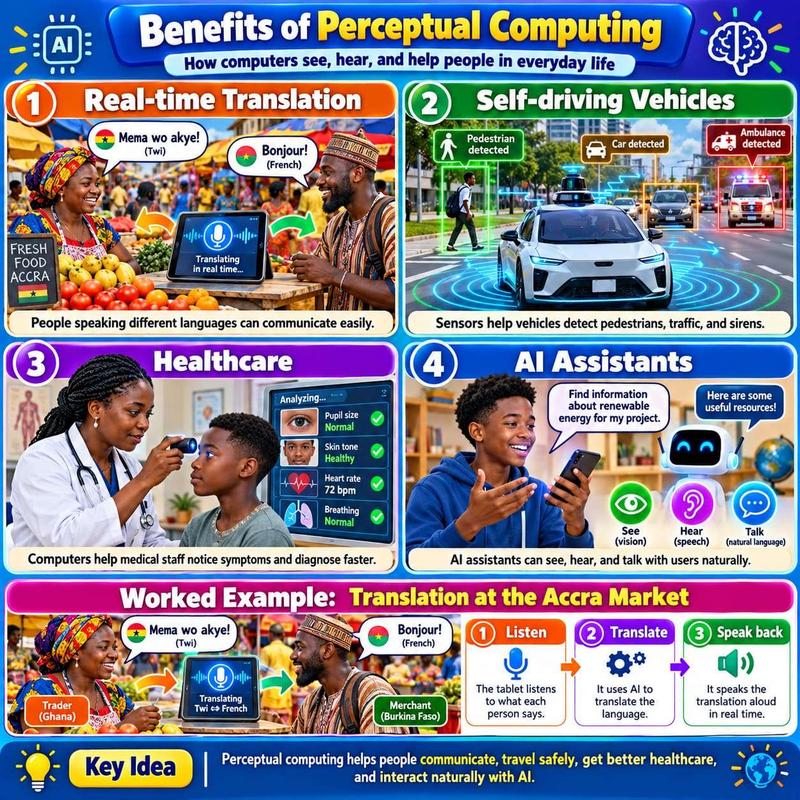 AI
Benefits of Perceptual Computing
How computers see, hear, and help people in everyday life
1 Real-time Translation
Mema wo akye!
(Twi)
Bonjour!
(French)
FRESH
FOOD
ACCRA
Translating
in real time...
People speaking different languages can communicate easily.
2 Self-driving Vehicles
Pedestrian
detected
Car detected
Ambulance
detected
Sensors help vehicles detect pedestrians, traffic, and sirens.
3 Healthcare
Analyzing...
Pupil size
Normal
Skin tone
Healthy
Heart rate
72 bpm
Breathing
Normal
Computers help medical staff notice symptoms and diagnose faster.
4 AI Assistants
Find information
about renewable
energy for my project.
Here are some
useful resources!
See
(vision)
Hear
(speech)
Talk
(natural language)
AI assistants can see, hear, and talk with users naturally.
Worked Example: Translation at the Accra Market
Mema wo akye!
(Twi)
Bonjour!
(French)
Translating
Twi ⇔ French
Trader
(Ghana)
Merchant
(Burkina Faso)
1 Listen
The tablet listens
to what each
person says.
2 Translate
It uses AI to
translate the
language.
3 Speak back
It speaks the
translation aloud
in real time.
Key Idea
Perceptual computing helps people communicate, travel safely, get better healthcare,
and interact naturally with AI.